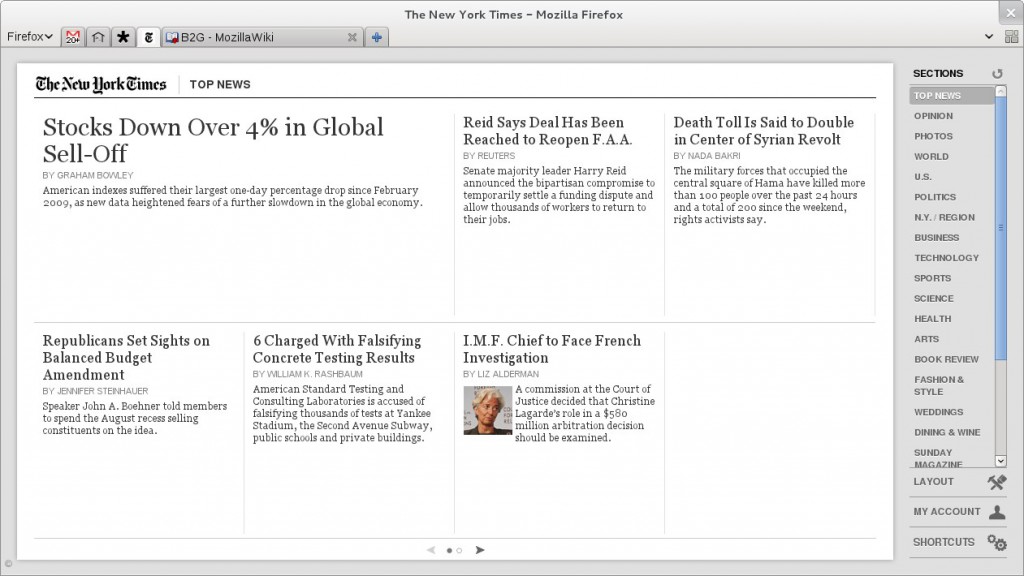 The New York Times - Mozilla Firefox
Firefox
20+
B2G - MozillaWiki
The New York Times
TOP NEWS
Stocks Down Over 4% in Global
Sell-Off
BY GRAHAM BOWLEY
American indexes suffered their largest one-day percentage drop since February
2009, as new data heightened fears of a further slowdown in the global economy.
Reid Says Deal Has Been
Reached to Reopen F.A.A.
BY REUTERS
Senate majority leader Harry Reid
announced the bipartisan compromise to
temporarily settle a funding dispute and
allow thousands of workers to return to
their jobs.
Death Toll Is Said to Double
in Center of Syrian Revolt
BY NADA BAKRI
The military forces that occupied the
central square of Hama have killed more
than 100 people over the past 24 hours
and a total of 200 since the weekend,
rights activists say.
Republicans Set Sights on
Balanced Budget
Amendment
BY JENNIFER STEINHAUER
Speaker John A. Boehner told members
to spend the August recess selling
constituents on the idea.
6 Charged With Falsifying
Concrete Testing Results
BY WILLIAM K. RASHBAUM
American Standard Testing and
Consulting Laboratories is accused of
falsifying thousands of tests at Yankee
Stadium, the Second Avenue Subway,
public schools and private buildings.
I.M.F. Chief to Face French
Investigation
BY LIZ ALDERMAN
A commission at the Court of
Justice decided that Christine
Lagarde's role in a $580
million arbitration decision
should be examined.
SECTIONS
TOP NEWS
OPINION
PHOTOS
WORLD
U.S.
POLITICS
N.Y. / REGION
BUSINESS
TECHNOLOGY
SPORTS
SCIENCE
HEALTH
ARTS
BOOK REVIEW
FASHION &
STYLE
WEDDINGS
DINING & WINE
SUNDAY
MAGAZINE
LAYOUT
MY ACCOUNT
SHORTCUTS
©